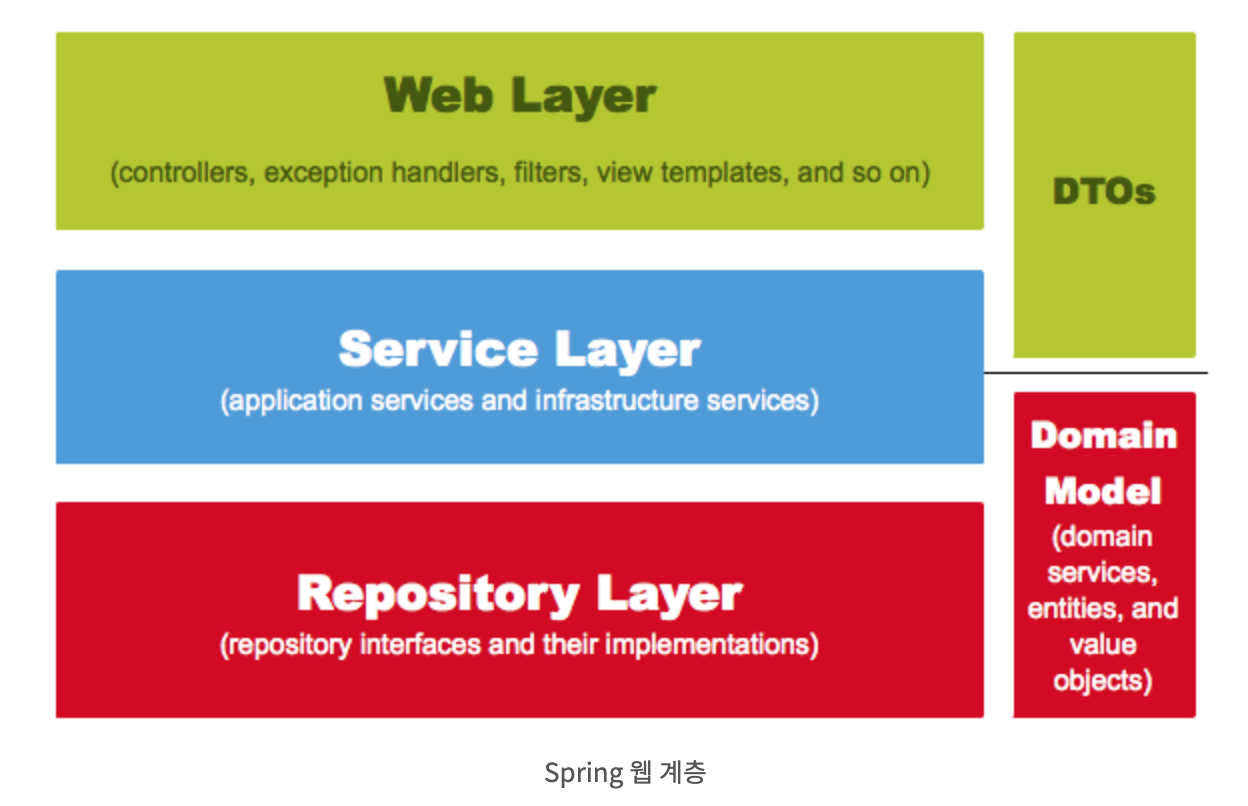 Web Layer
(controllers, exception handlers, filters, view templates, and so on)
DTOs
Service Layer
(application services and infrastructure services)
Repository Layer
(repository interfaces and their implementations)
Domain
Model
(domain
services,
entities, and
value
objects)
Spring 웹 계층